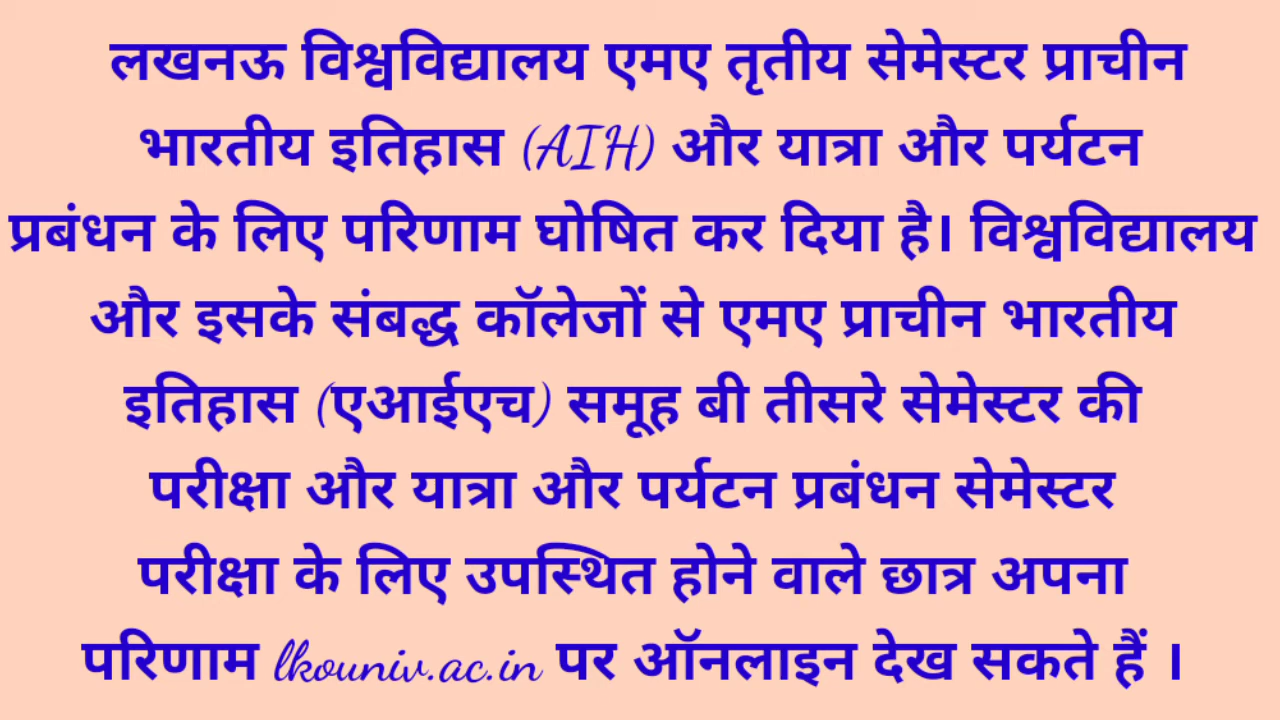 लखनऊ विश्वविद्यालय एमए तृतीय सेमेस्टर प्राचीन
भारतीय इतिहास (AIH) और यात्रा और पर्यटन
प्रबंधन के लिए परिणाम घोषित कर दिया है। विश्वविद्यालय
और इसके संबद्ध कॉलेजों से एमए प्राचीन भारतीय
इतिहास (एआईएच) समूह बी तीसरे सेमेस्टर की
परीक्षा और यात्रा और पर्यटन प्रबंधन सेमेस्टर
परीक्षा के लिए उपस्थित होने वाले छात्र अपना
परिणाम lkouniv.ac.in पर ऑनलाइन देख सकते हैं ।